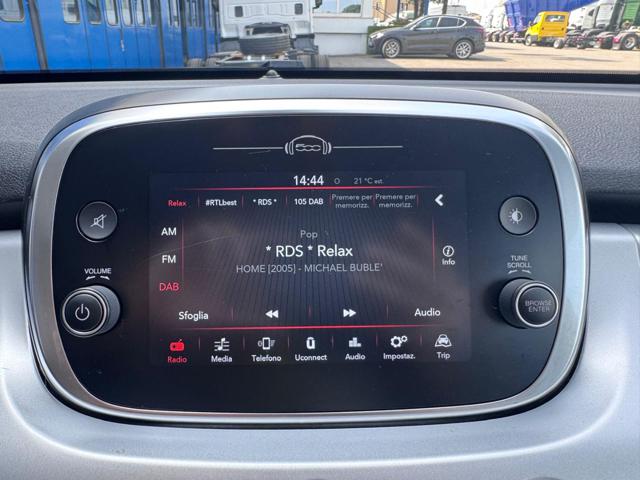 500
14:44 O 21 °C est.
Relax #RTLbest * RDS * 105 DAB Premere per memorizz. Premere per memorizz.
AM
Pop
* RDS * Relax
FM
HOME [2005] - MICHAEL BUBLE'
Info
DAB
Sfoglia Audio
Radio Media Telefono Uconnect Audio Impostaz. Trip
VOLUME
TUNE
SCROLL
BROWSE
ENTER